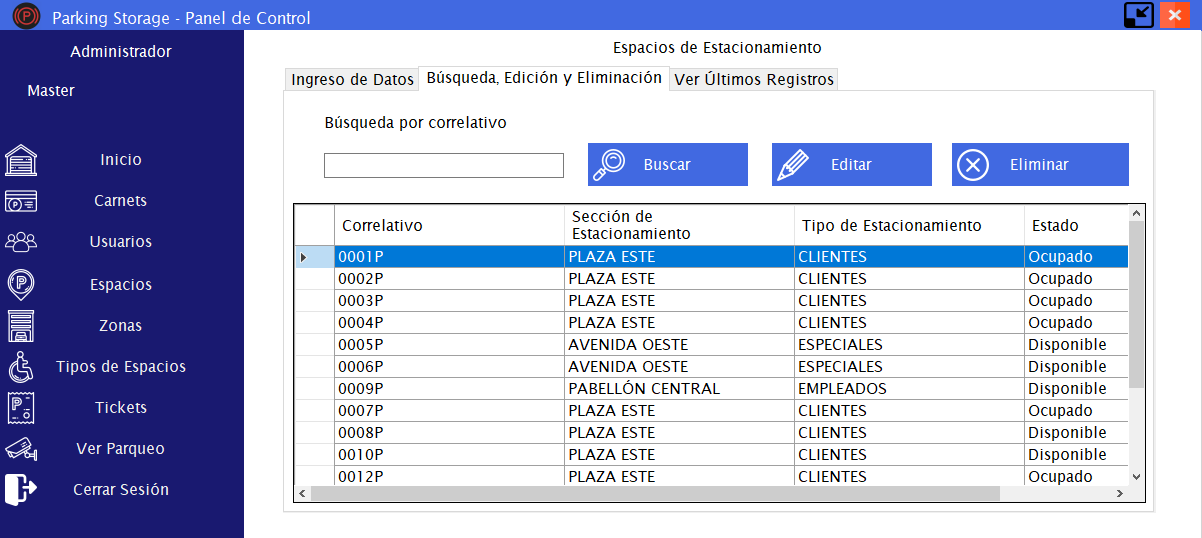 Parking Storage - Panel de Control
Administrador
Master
Inicio
Carnets
Usuarios
Espacios
Zonas
Tipos de Espacios
Tickets
Ver Parqueo
Cerrar Sesión
Espacios de Estacionamiento
Ingreso de Datos Búsqueda, Edición y Eliminación Ver Últimos Registros
Búsqueda por correlativo
Buscar Editar Eliminar
Correlativo Sección de Estacionamiento Tipo de Estacionamiento Estado
0001P PLAZA ESTE CLIENTES Ocupado
0002P PLAZA ESTE CLIENTES Ocupado
0003P PLAZA ESTE CLIENTES Ocupado
0004P PLAZA ESTE CLIENTES Ocupado
0005P AVENIDA OESTE ESPECIALES Disponible
0006P AVENIDA OESTE ESPECIALES Disponible
0009P PABELLÓN CENTRAL EMPLEADOS Disponible
0007P PLAZA ESTE CLIENTES Ocupado
0008P PLAZA ESTE CLIENTES Disponible
0010P PLAZA ESTE CLIENTES Disponible
0012P PLAZA ESTE CLIENTES Ocupado